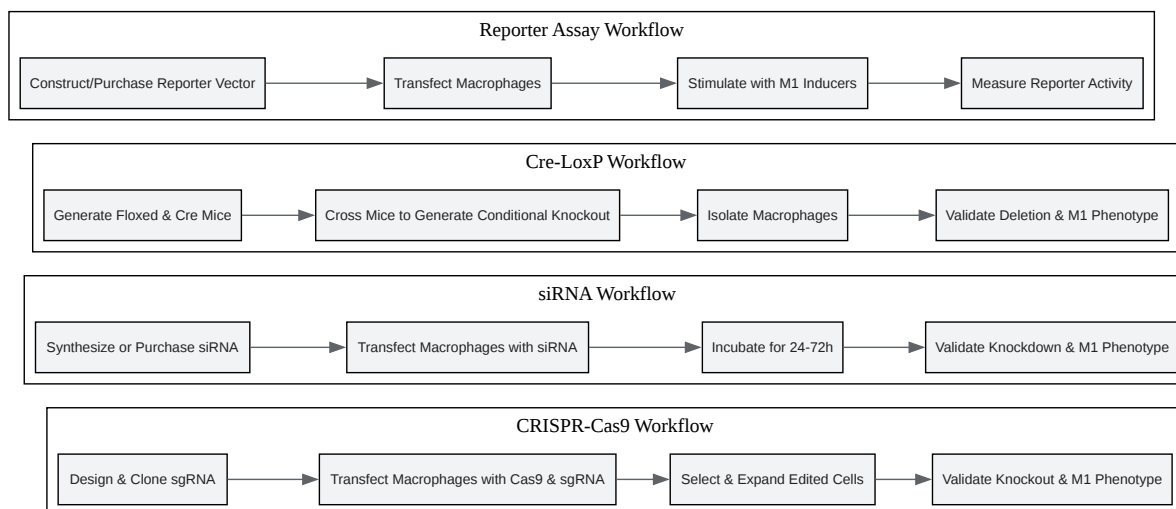 Reporter Assay Workflow
Construct/Purchase Reporter Vector
Transfect Macrophages
Stimulate with M1 Inducers
Measure Reporter Activity
Cre-LoxP Workflow
Generate Floxed & Cre Mice
Cross Mice to Generate Conditional Knockout
Isolate Macrophages
Validate Deletion & M1 Phenotype
siRNA Workflow
Synthesize or Purchase siRNA
Transfect Macrophages with siRNA
Incubate for 24-72h
Validate Knockdown & M1 Phenotype
CRISPR-Cas9 Workflow
Design & Clone sgRNA
Transfect Macrophages with Cas9 & sgRNA
Select & Expand Edited Cells
Validate Knockout & M1 Phenotype